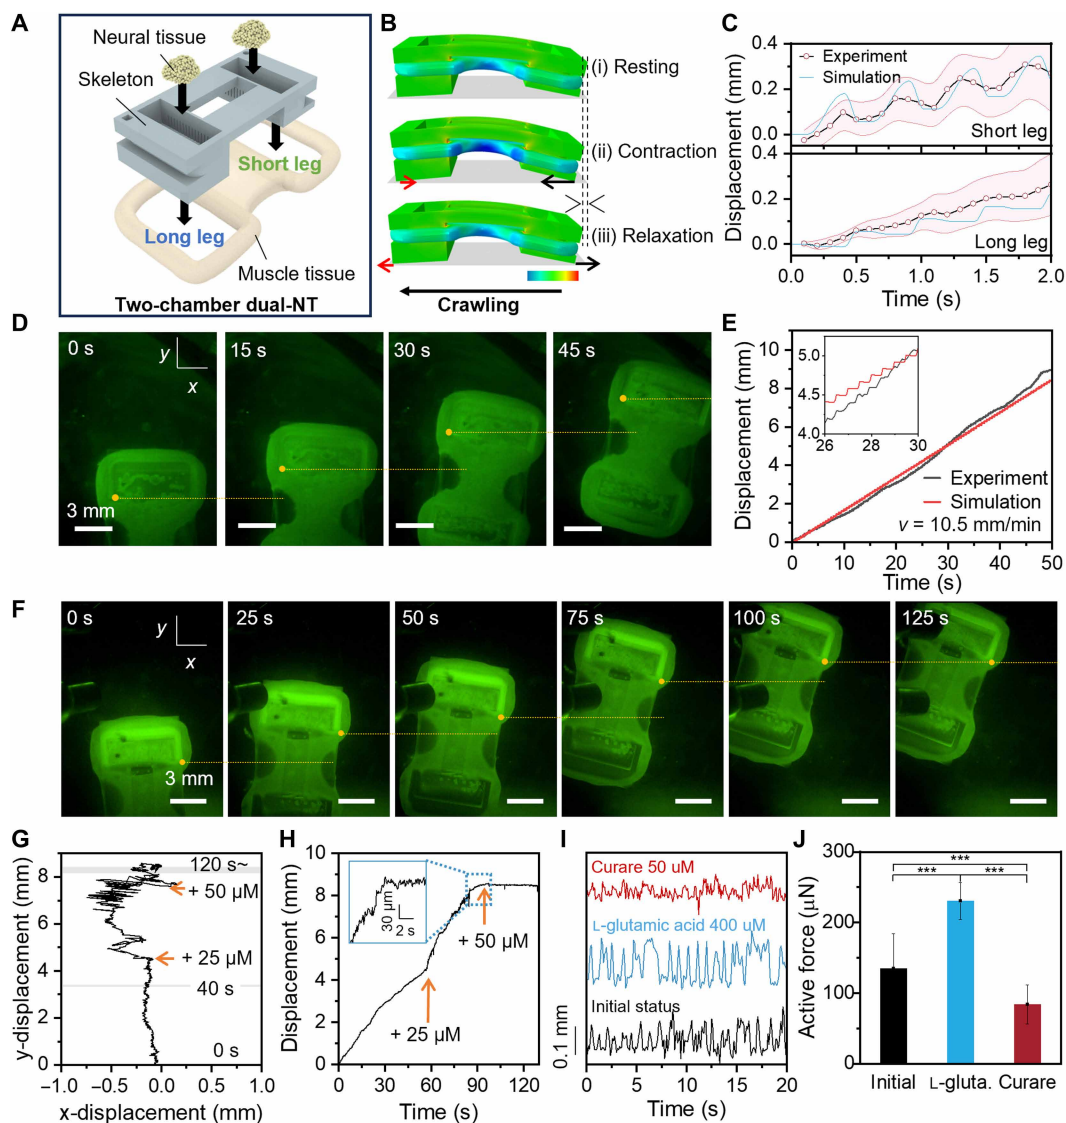 A
Neural tissue
Skeleton
Short leg
Long leg
Muscle tissue
Two-chamber dual-NT
B
(i) Resting
(ii) Contraction
(iii) Relaxation
Crawling
C
Displacement (mm)
0.4
0.2
0.0
Experiment
Simulation
Short leg
0.4
0.2
0.0
Long leg
0.0 0.5 1.0 1.5 2.0
Time (s)
D
0 s
y
x
3 mm
15 s
30 s
45 s
E
Displacement (mm)
10
8
6
4
2
0
5.0
4.5
4.0
26 28 30
Experiment
Simulation
v = 10.5 mm/min
0 10 20 30 40 50
Time (s)
F
0 s
y
x
3 mm
25 s
50 s
75 s
100 s
125 s
G
y-displacement (mm)
10
8
6
4
2
0
120 s~
+ 50 µM
+ 25 µM
40 s
0 s
−1.0 −0.5 0.0 0.5 1.0
x-displacement (mm)
H
Displacement (mm)
10
8
6
4
2
0
30 µm
2 s
+ 50 µM
+ 25 µM
0 30 60 90 120
Time (s)
I
Curare 50 uM
L-glutamic acid 400 uM
Initial status
0.1 mm
0 5 10 15 20
Time (s)
J
Active force (µN)
300
250
200
150
100
50
0
***
*** ***
Initial L-gluta. Curare